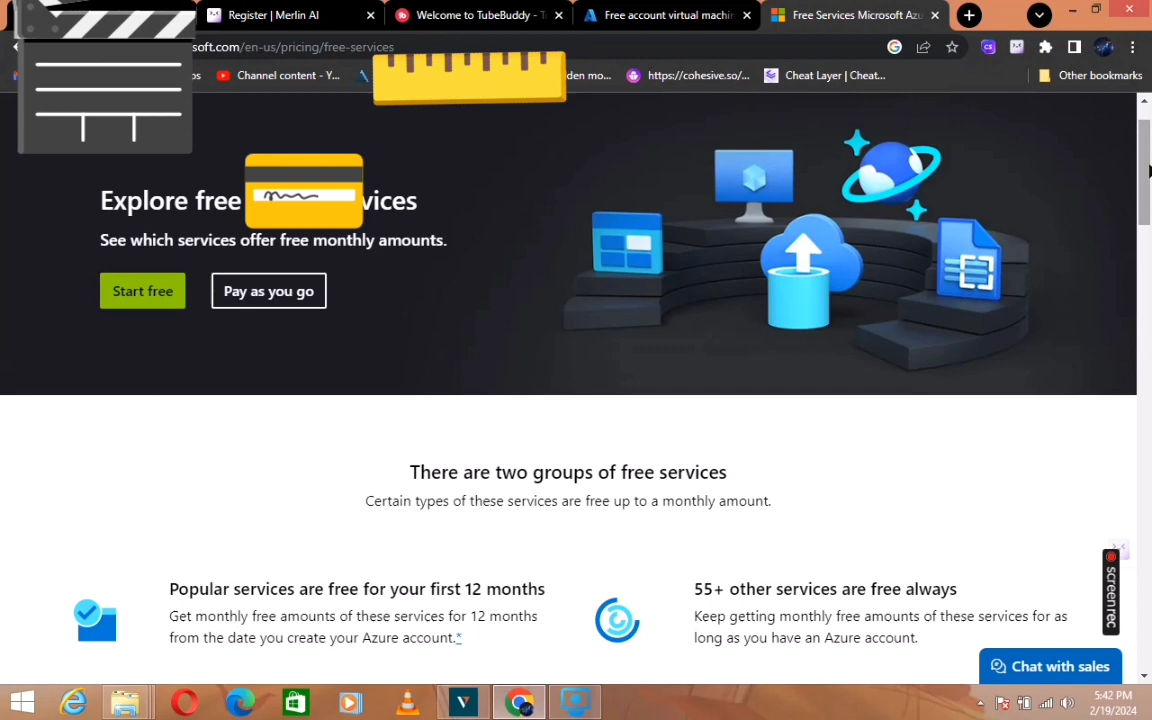 Register | Merlin AI
Welcome to TubeBuddy - T
Free account virtual machin
Free Services Microsoft Azu
soft.com/en-us/pricing/free-services
Channel content - Y...
den mo...
https://cohesive.so/...
Cheat Layer | Cheat...
Other bookmarks
Explore free vices
See which services offer free monthly amounts.
Start free
Pay as you go
There are two groups of free services
Certain types of these services are free up to a monthly amount.
Popular services are free for your first 12 months
Get monthly free amounts of these services for 12 months
from the date you create your Azure account.*
55+ other services are free always
Keep getting monthly free amounts of these services for as
long as you have an Azure account.
screenrec
Chat with sales
5:42 PM
2/19/2024